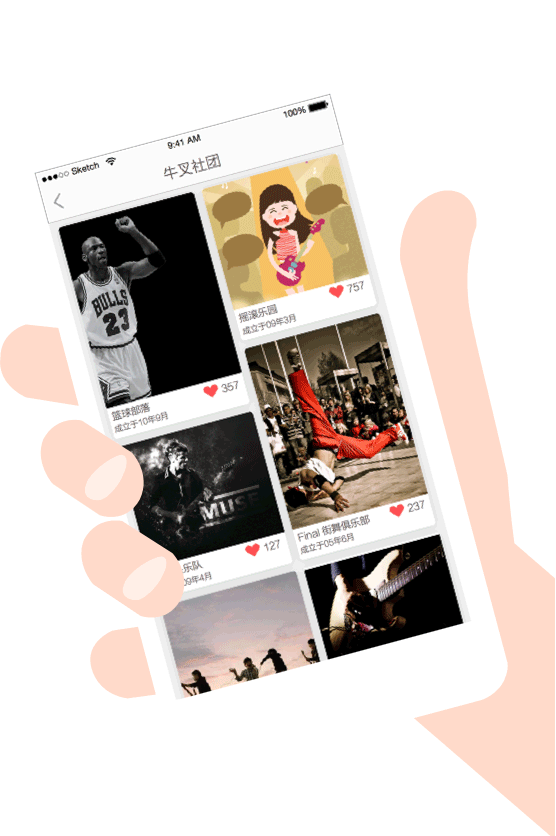 Sketch
9:41 AM
100%
牛叉社团
BULLS
23
357
篮球部落
成立于10年9月
757
摇滚乐园
成立于09年3月
MUSE
127
乐队
09年4月
237
Final 街舞俱乐部
成立于05年6月